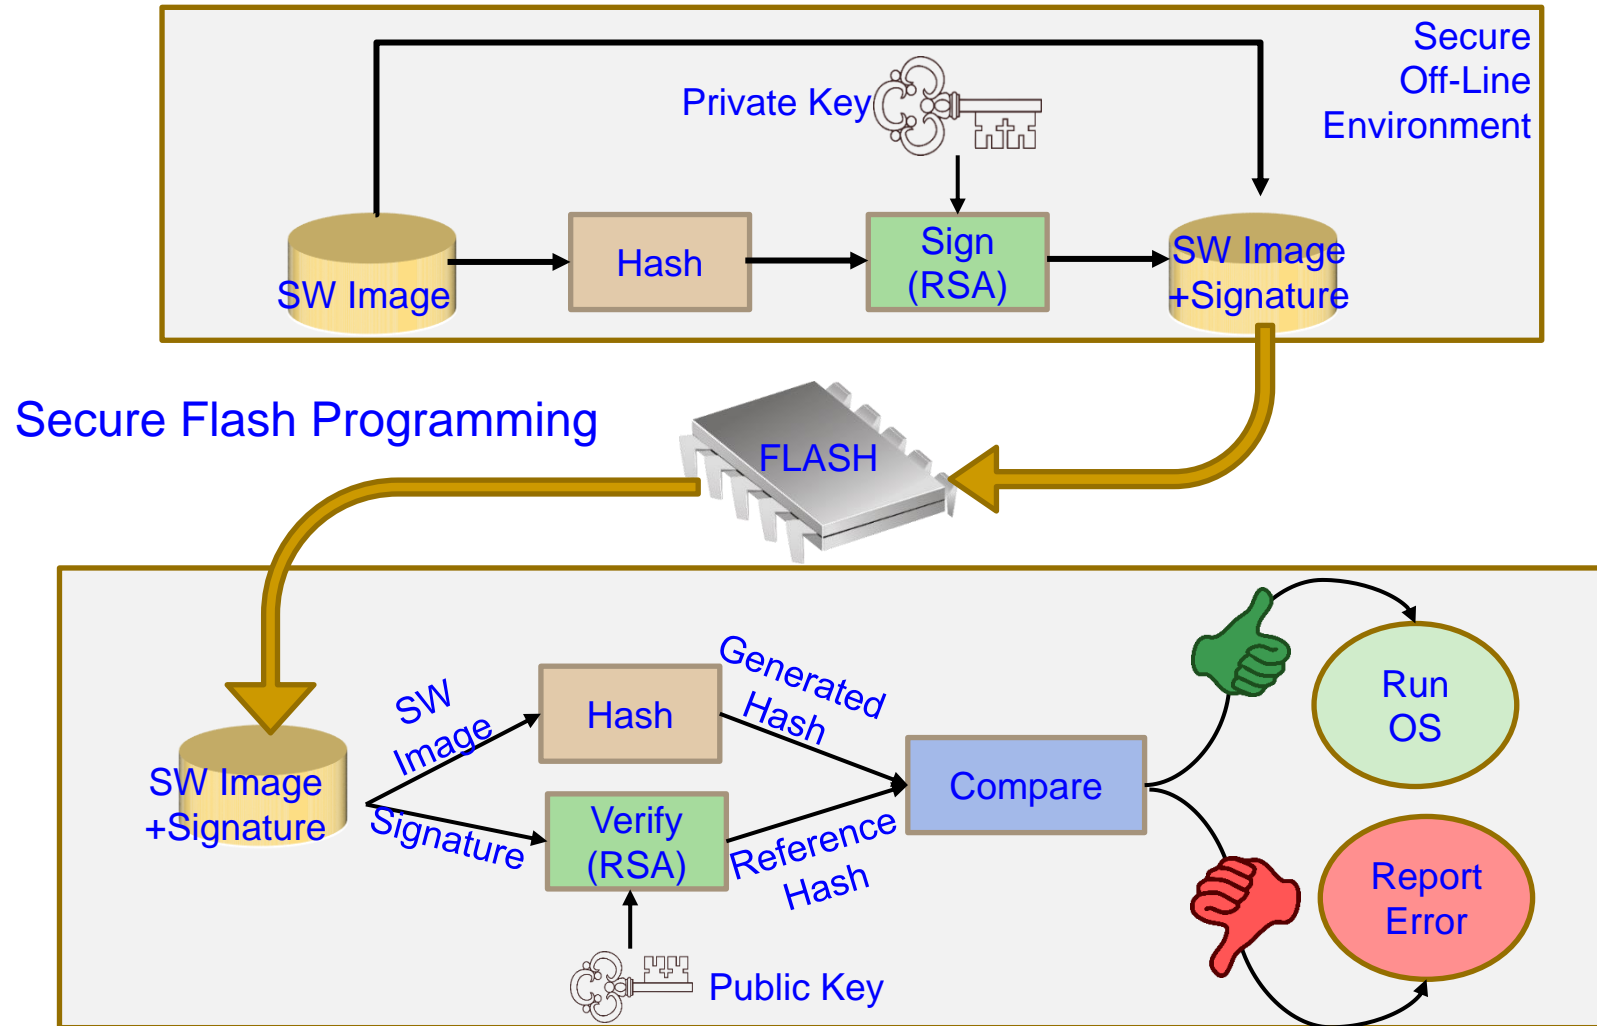 Secure
Off-Line
Environment
Private Key
SW Image
Hash
Sign
(RSA)
SW Image
+Signature
Secure Flash Programming
FLASH
SW Image
+Signature
SW
Image
Signature
Hash
Verify
(RSA)
Public Key
Generated
Hash
Reference
Hash
Compare
Run
OS
Report
Error